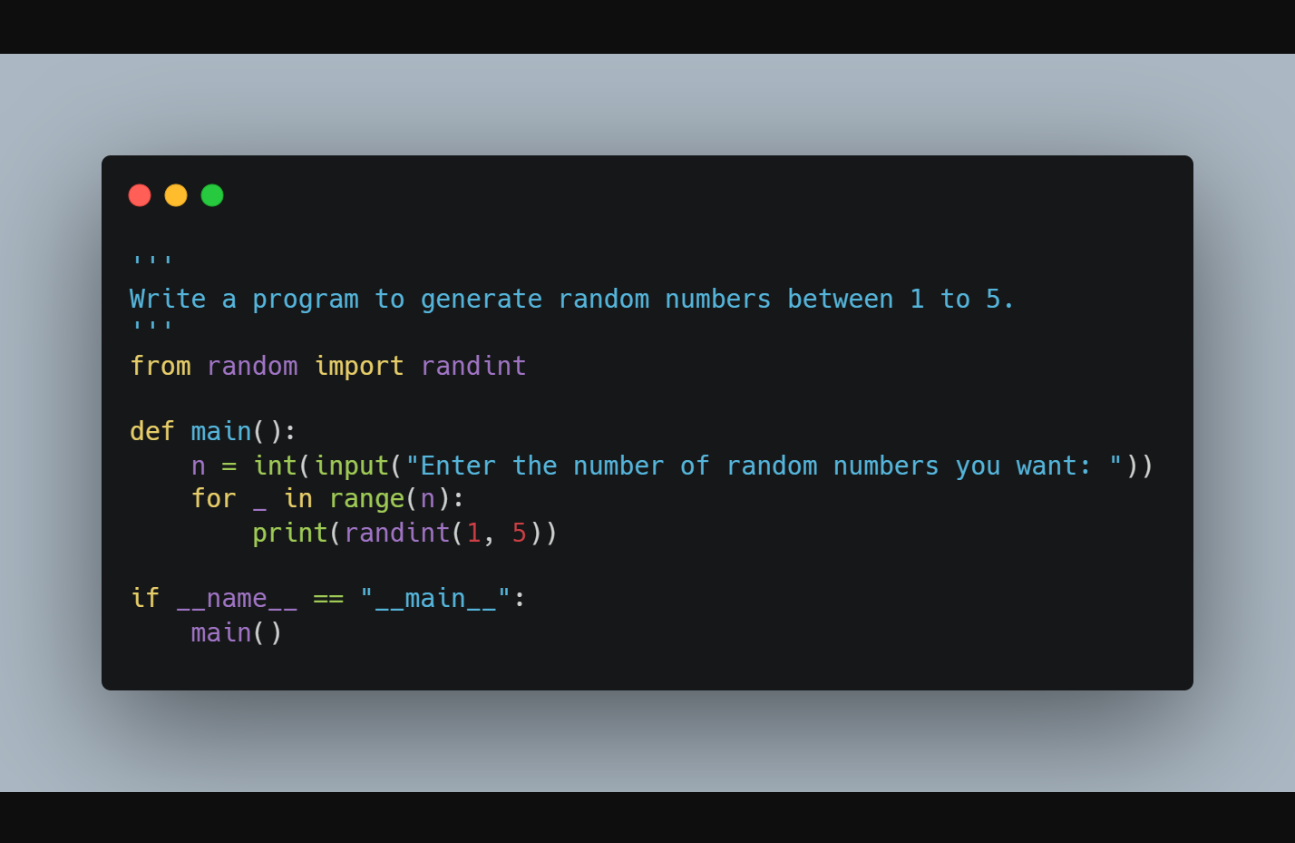 '''
Write a program to generate random numbers between 1 to 5.
'''
from random import randint

def main():
    n = int(input("Enter the number of random numbers you want: "))
    for _ in range(n):
        print(randint(1, 5))

if __name__ == "__main__":
    main()